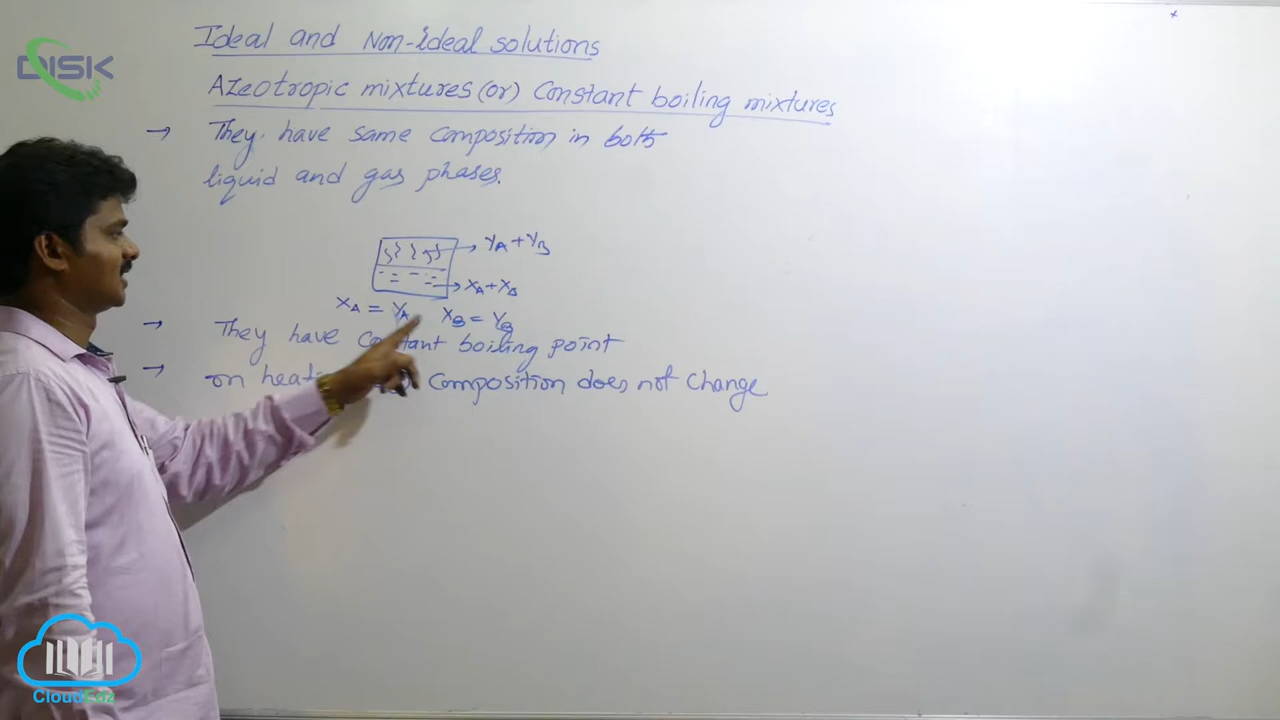 Ideal and Non-ideal solutions
Azeotropic mixtures (or) Constant boiling mixtures
→ They have same composition in both
liquid and gas phases.
→ YA + YB
→ XA + XB
XA = YA XB = YB
→ They have constant boiling point
→ on heating composition does not change
DISK
CloudEdz